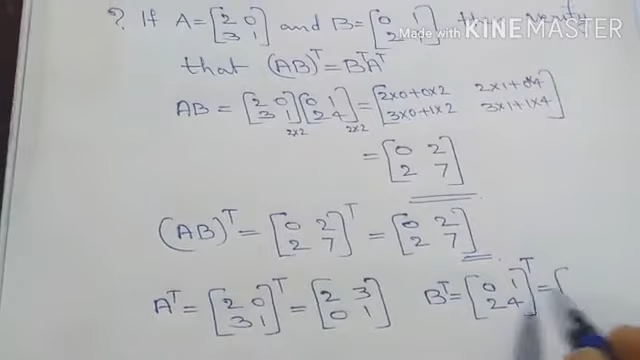 ? If A = [2 0 3 1] and B = [0 1 2
Made with KINEMASTER
that (AB)ᵀ = BᵀAᵀ
AB = [2 0 3 1] [0 1 2 4] = [2×0+0×2 2×1+0×4 3×0+1×2 3×1+1×4]
2×2 2×2
= [0 2 2 7]
(AB)ᵀ = [0 2 2 7]ᵀ = [0 2 2 7]
Aᵀ = [2 0 3 1]ᵀ = [2 3 0 1] Bᵀ = [0 1 2 4]ᵀ = [